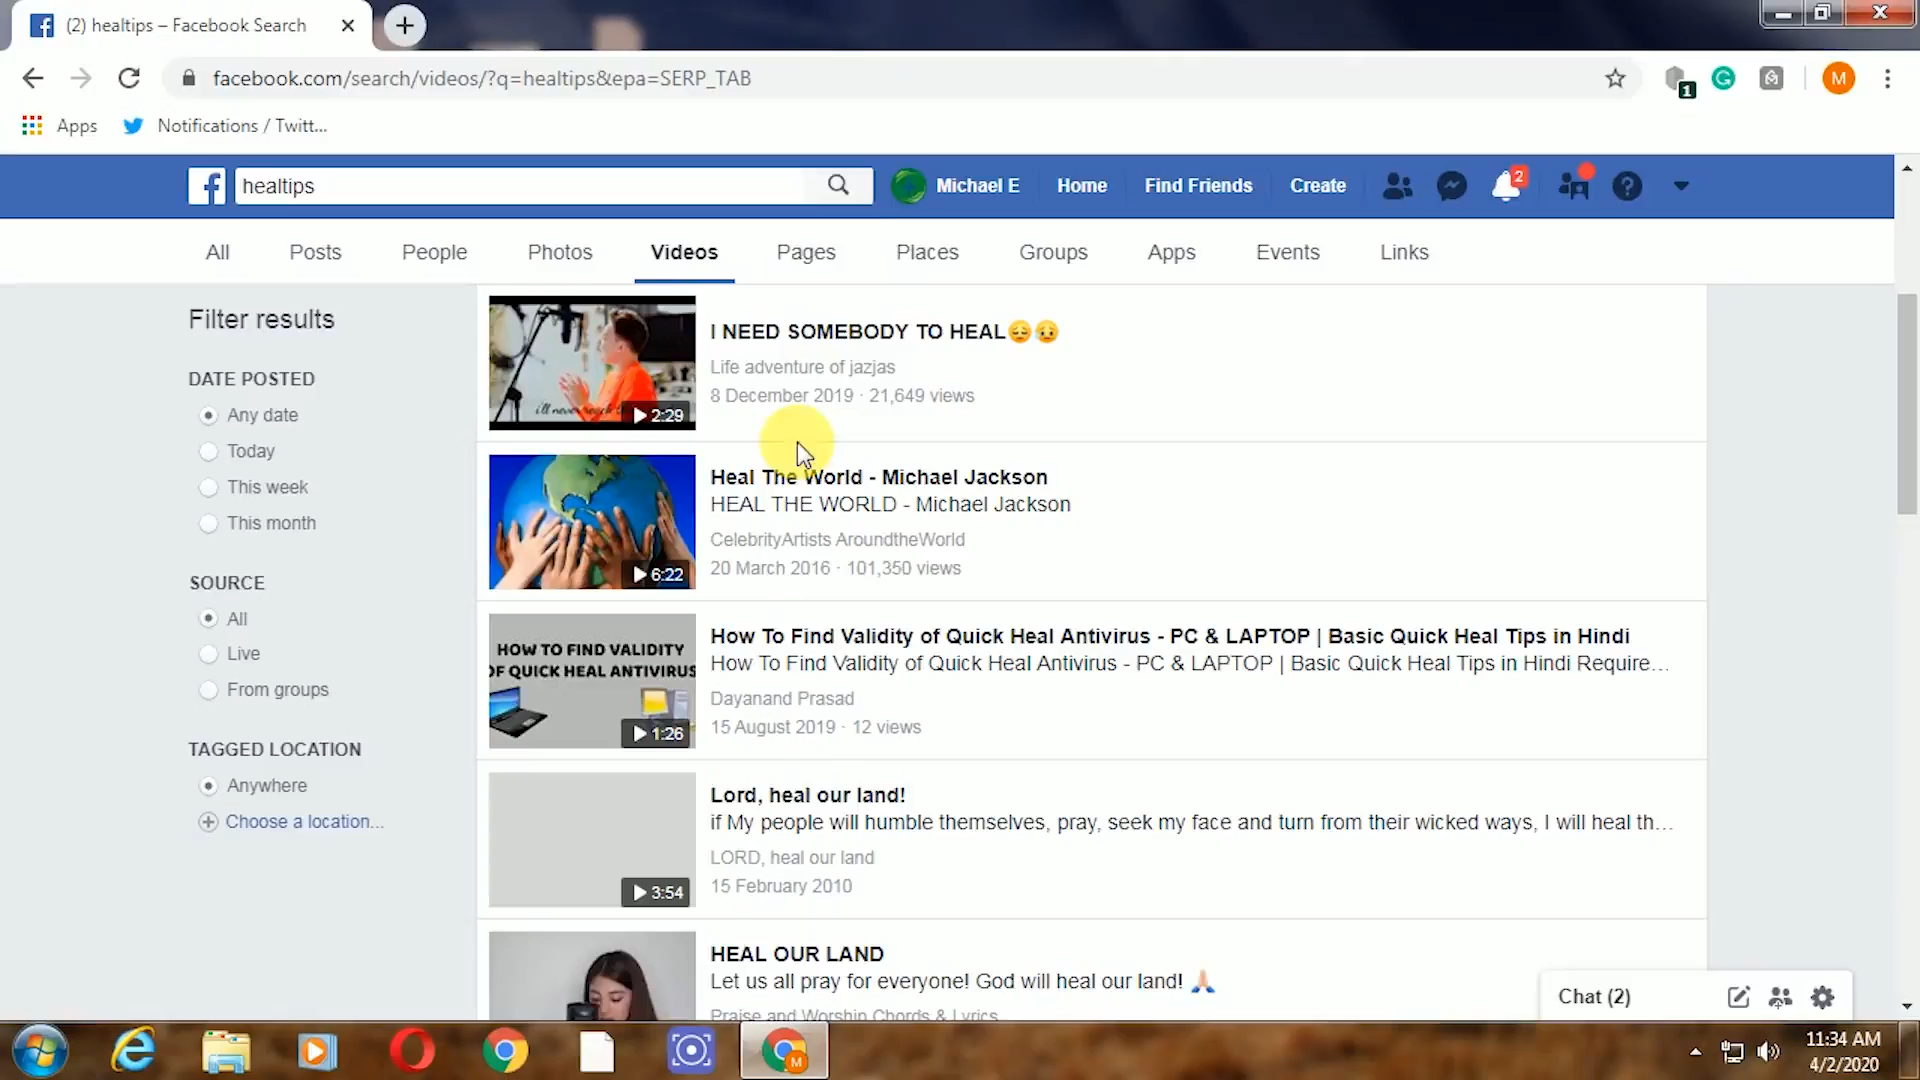 (2) healtips – Facebook Search
facebook.com/search/videos/?q=healtips&epa=SERP_TAB
1
M
Apps
Notifications / Twitt...
healtips
Michael E
Home
Find Friends
Create
2
All
Posts
People
Photos
Videos
Pages
Places
Groups
Apps
Events
Links
Filter results
DATE POSTED
Any date
Today
This week
This month
SOURCE
All
Live
From groups
TAGGED LOCATION
Anywhere
Choose a location...
2:29
I NEED SOMEBODY TO HEAL😔😥
Life adventure of jazjas
8 December 2019 · 21,649 views
6:22
Heal The World - Michael Jackson
HEAL THE WORLD - Michael Jackson
CelebrityArtists AroundtheWorld
20 March 2016 · 101,350 views
HOW TO FIND VALIDITY
OF QUICK HEAL ANTIVIRUS
1:26
How To Find Validity of Quick Heal Antivirus - PC & LAPTOP | Basic Quick Heal Tips in Hindi
How To Find Validity of Quick Heal Antivirus - PC & LAPTOP | Basic Quick Heal Tips in Hindi Require...
Dayanand Prasad
15 August 2019 · 12 views
3:54
Lord, heal our land!
if My people will humble themselves, pray, seek my face and turn from their wicked ways, I will heal th...
LORD, heal our land
15 February 2010
HEAL OUR LAND
Let us all pray for everyone! God will heal our land! 🙏🏻
Praise and Worship Chords & Lyrics
Chat (2)
M
11:34 AM
4/2/2020